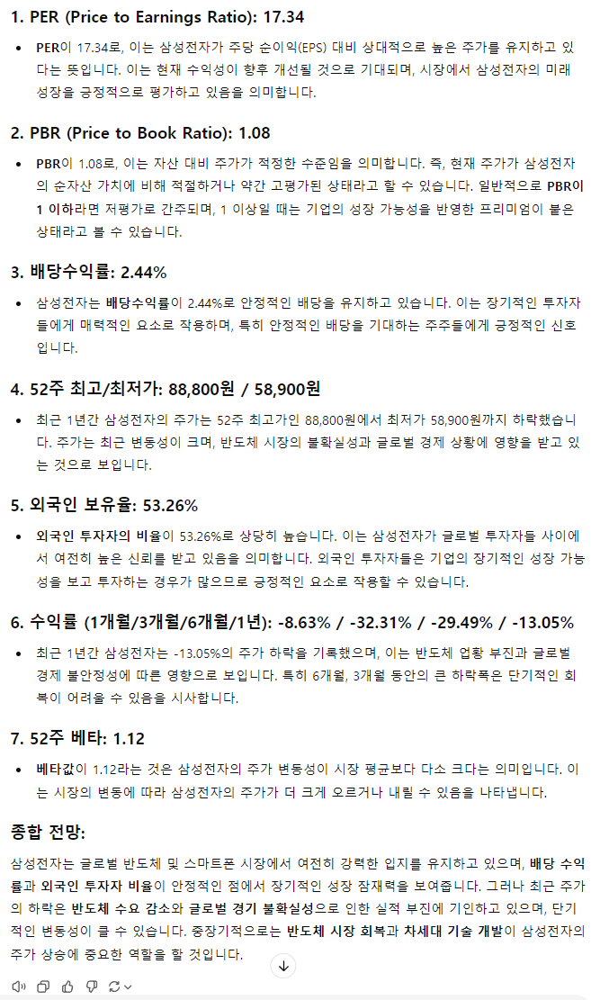 1. PER (Price to Earnings Ratio): 17.34
• PER이 17.34로, 이는 삼성전자가 주당 순이익(EPS) 대비 상대적으로 높은 주가를 유지하고 있
다는 뜻입니다. 이는 현재 수익성이 향후 개선될 것으로 기대되며, 시장에서 삼성전자의 미래
성장을 긍정적으로 평가하고 있음을 의미합니다.
2. PBR (Price to Book Ratio): 1.08
• PBR이 1.08로, 이는 자산 대비 주가가 적정한 수준임을 의미합니다. 즉, 현재 주가가 삼성전자
의 순자산 가치에 비해 적절하거나 약간 고평가된 상태라고 할 수 있습니다. 일반적으로 PBR이
1 이하라면 저평가로 간주되며, 1 이상일 때는 기업의 성장 가능성을 반영한 프리미엄이 붙은
상태라고 볼 수 있습니다.
3. 배당수익률: 2.44%
• 삼성전자는 배당수익률이 2.44%로 안정적인 배당을 유지하고 있습니다. 이는 장기적인 투자자
들에게 매력적인 요소로 작용하며, 특히 안정적인 배당을 기대하는 주주들에게 긍정적인 신호
입니다.
4. 52주 최고/최저가: 88,800원 / 58,900원
• 최근 1년간 삼성전자의 주가는 52주 최고가인 88,800원에서 최저가 58,900원까지 하락했습니
다. 주가는 최근 변동성이 크며, 반도체 시장의 불확실성과 글로벌 경제 상황에 영향을 받고 있
는 것으로 보입니다.
5. 외국인 보유율: 53.26%
• 외국인 투자자의 비율이 53.26%로 상당히 높습니다. 이는 삼성전자가 글로벌 투자자들 사이에
서 여전히 높은 신뢰를 받고 있음을 의미합니다. 외국인 투자자들은 기업의 장기적인 성장 가능
성을 보고 투자하는 경우가 많으므로 긍정적인 요소로 작용할 수 있습니다.
6. 수익률 (1개월/3개월/6개월/1년): -8.63% / -32.31% / -29.49% / -13.05%
• 최근 1년간 삼성전자는 -13.05%의 주가 하락을 기록했으며, 이는 반도체 업황 부진과 글로벌
경제 불안정성에 따른 영향으로 보입니다. 특히 6개월, 3개월 동안의 큰 하락폭은 단기적인 회
복이 어려울 수 있음을 시사합니다.
7. 52주 베타: 1.12
• 베타값이 1.12라는 것은 삼성전자의 주가 변동성이 시장 평균보다 다소 크다는 의미입니다. 이
는 시장의 변동에 따라 삼성전자의 주가가 더 크게 오르거나 내릴 수 있음을 나타냅니다.
종합 전망:
삼성전자는 글로벌 반도체 및 스마트폰 시장에서 여전히 강력한 입지를 유지하고 있으며, 배당 수익
률과 외국인 투자자 비율이 안정적인 점에서 장기적인 성장 잠재력을 보여줍니다. 그러나 최근 주가
의 하락은 반도체 수요 감소와 글로벌 경기 불확실성으로 인한 실적 부진에 기인하고 있으며, 단기
적인 변동성이 클 수 있습니다. 중장기적으로는 반도체 시장 회복과 차세대 기술 개발이 삼성전자의
주가 상승에 중요한 역할을 할 것입니다.